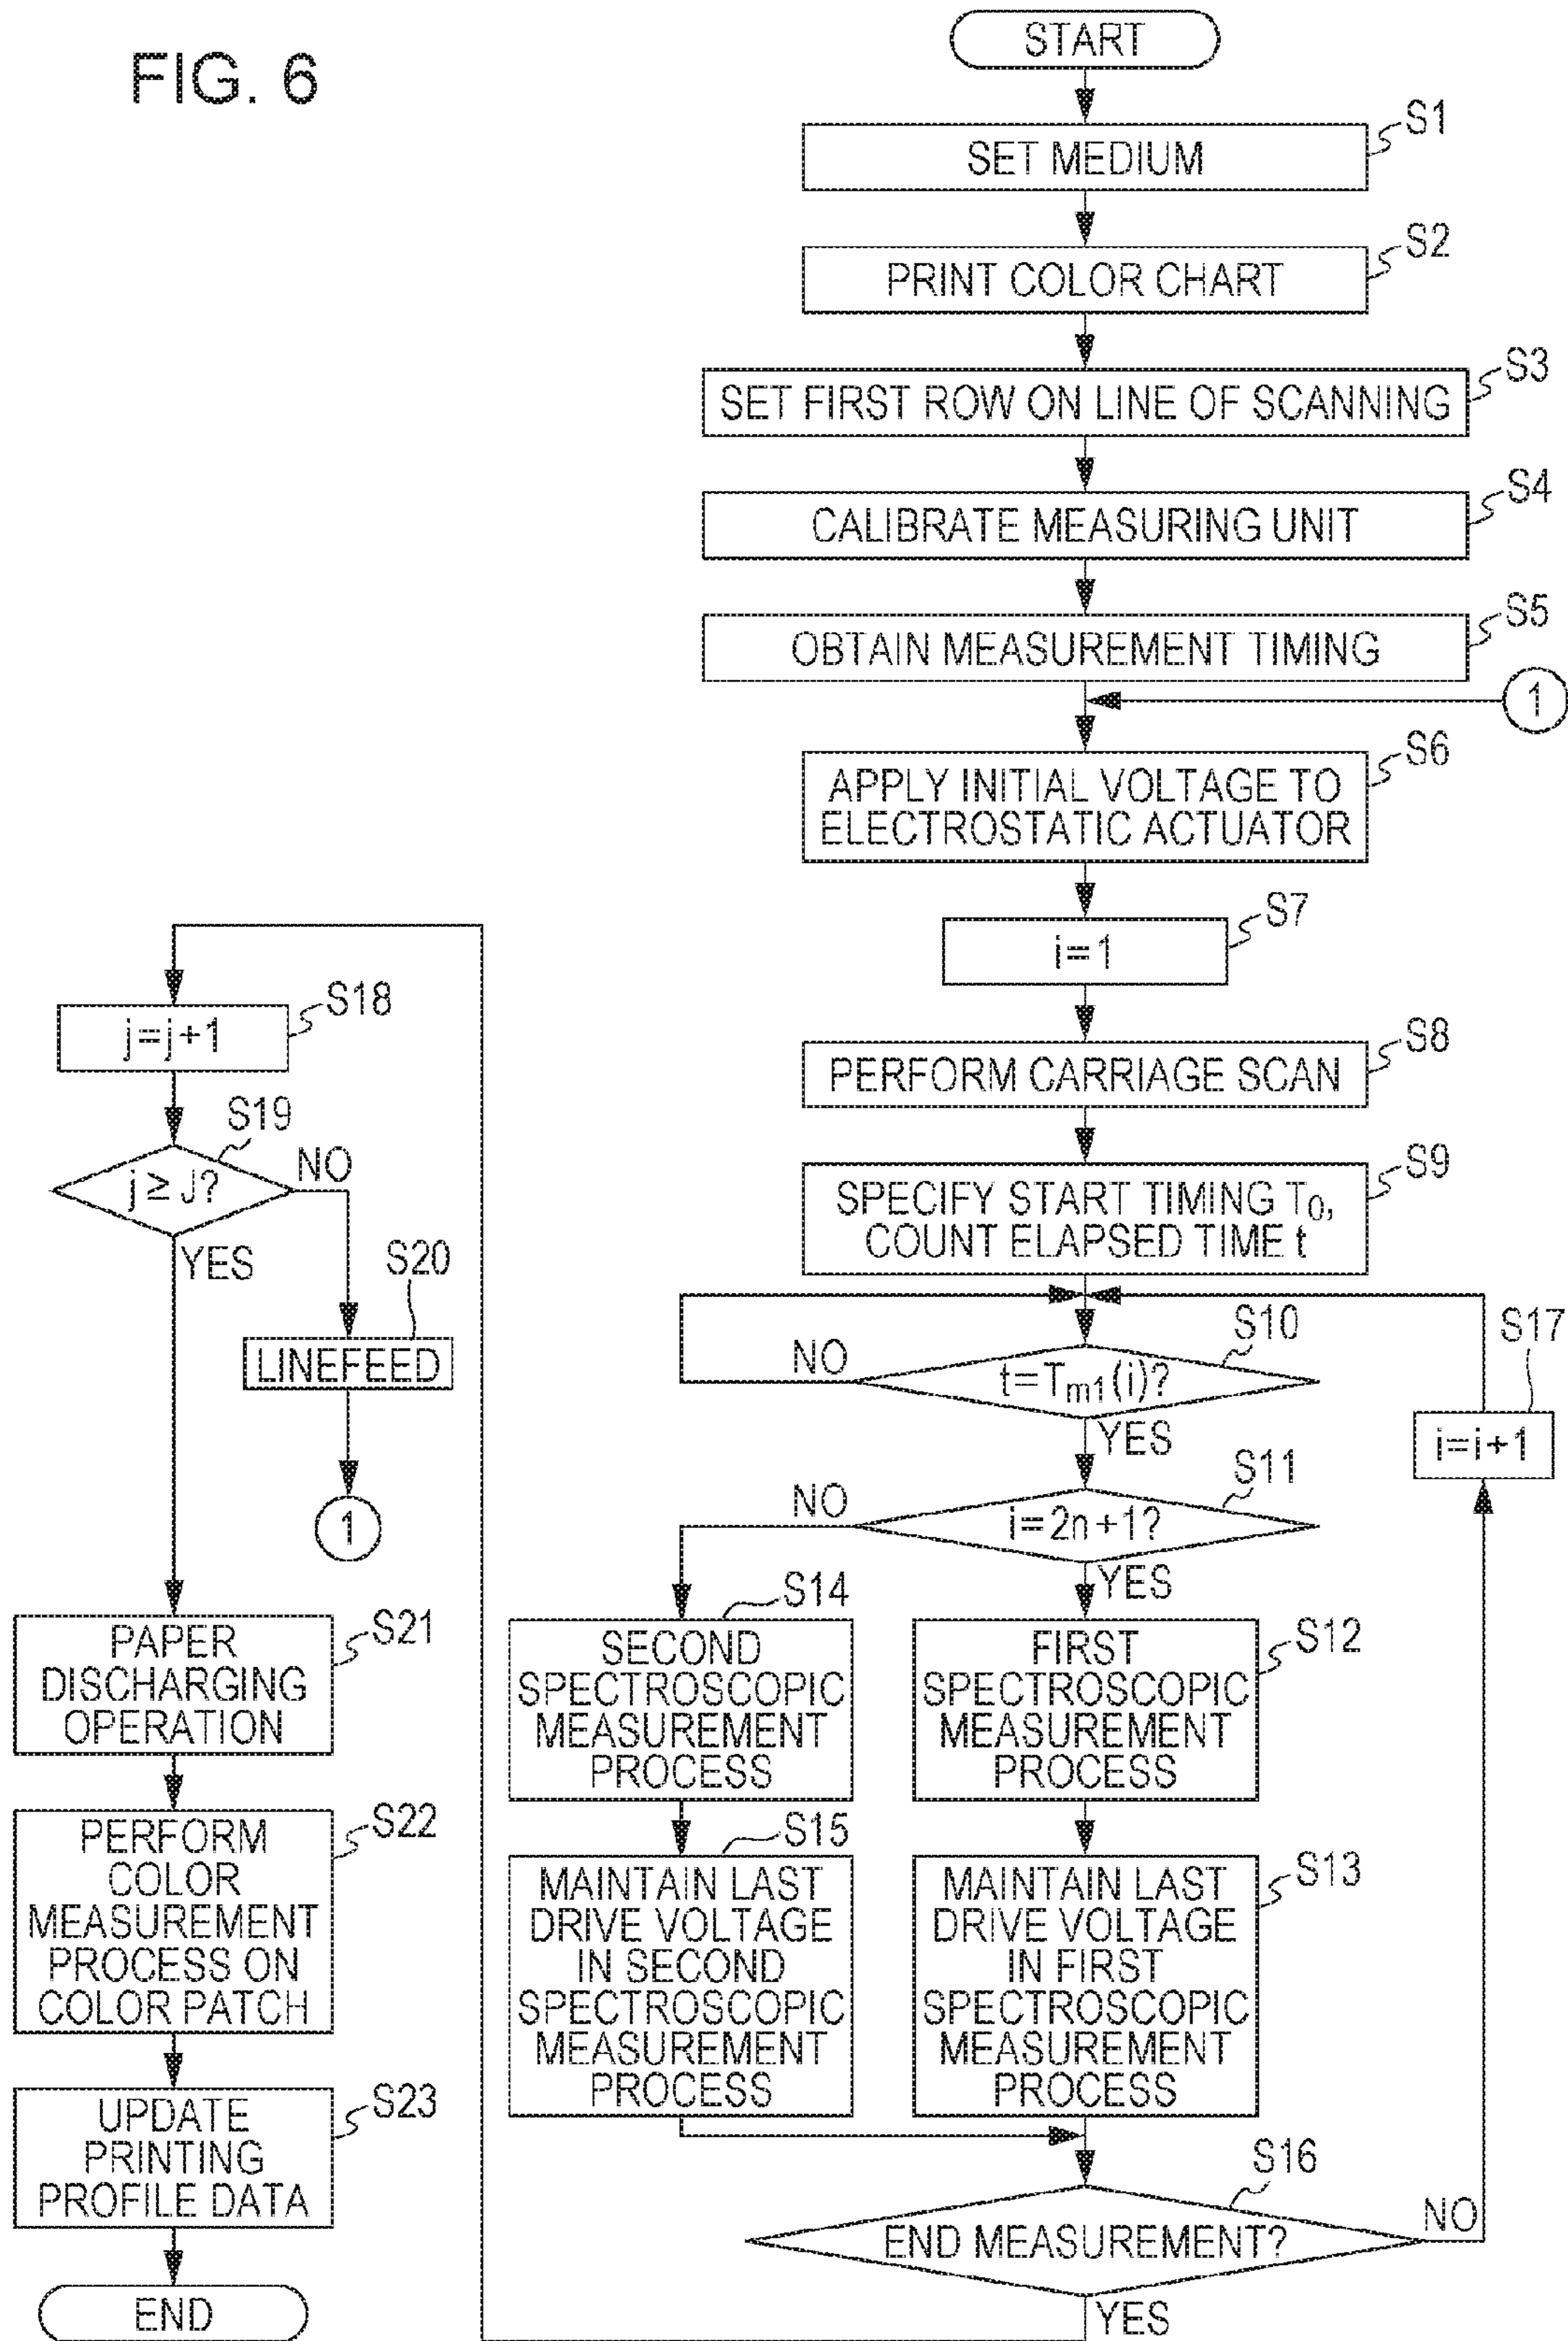 FIG. 6
START
S1
SET MEDIUM
S2
PRINT COLOR CHART
S3
SET FIRST ROW ON LINE OF SCANNING
S4
CALIBRATE MEASURING UNIT
S5
OBTAIN MEASUREMENT TIMING
1
S6
APPLY INITIAL VOLTAGE TO
ELECTROSTATIC ACTUATOR
S7
i=1
S8
PERFORM CARRIAGE SCAN
S9
SPECIFY START TIMING T0,
COUNT ELAPSED TIME t
S10
NO
t=Tm1(i)?
YES
S11
NO
i=2n+1?
YES
S12
FIRST
SPECTROSCOPIC
MEASUREMENT
PROCESS
S13
MAINTAIN LAST
DRIVE VOLTAGE
IN FIRST
SPECTROSCOPIC
MEASUREMENT
PROCESS
S14
SECOND
SPECTROSCOPIC
MEASUREMENT
PROCESS
S15
MAINTAIN LAST
DRIVE VOLTAGE
IN SECOND
SPECTROSCOPIC
MEASUREMENT
PROCESS
S16
END MEASUREMENT?
NO
YES
S17
i=i+1
S18
j=j+1
S19
j ≥ J?
NO
YES
S20
LINEFEED
1
S21
PAPER
DISCHARGING
OPERATION
S22
PERFORM
COLOR
MEASUREMENT
PROCESS ON
COLOR PATCH
S23
UPDATE
PRINTING
PROFILE DATA
END